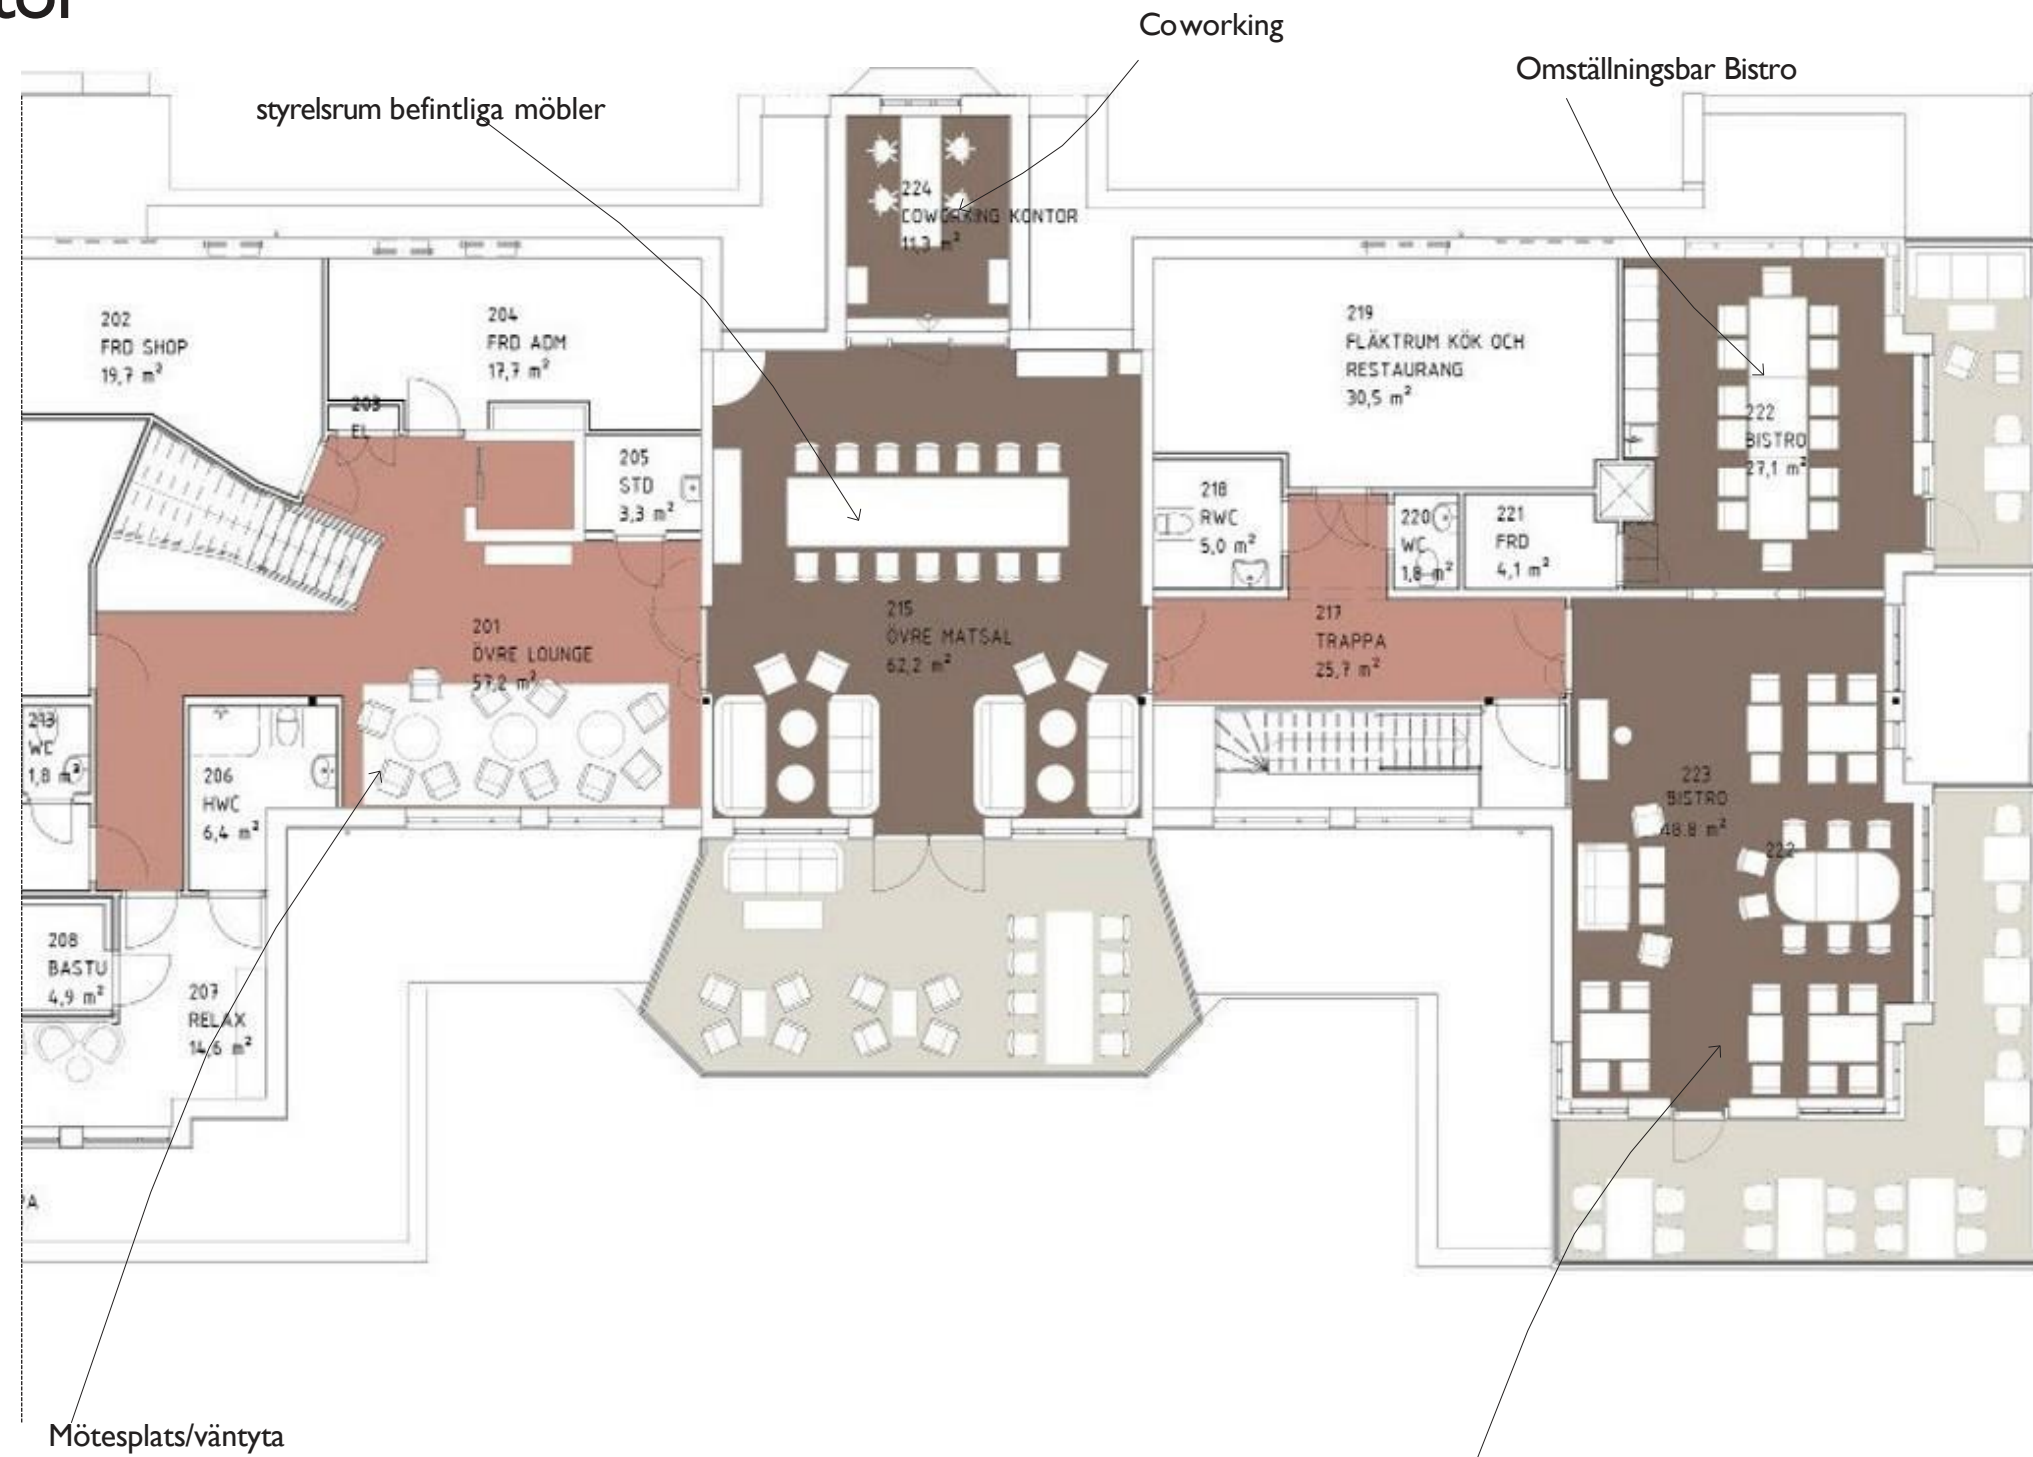 tor
Coworking
Omställningsbar Bistro
styrelsrum befintliga möbler
224
COWORKING KONTOR
11,3 m²
202
FRD SHOP
19,7 m²
204
FRD ADM
17,7 m²
219
FLÄKTRUM KÖK OCH
RESTAURANG
30,5 m²
203
EL
222
BISTRO
27,1 m²
205
STD
3,3 m²
218
RWC
5,0 m²
220
WC
1,8 m²
221
FRD
4,1 m²
201
ÖVRE LOUNGE
57,2 m²
215
ÖVRE MATSAL
62,2 m²
217
TRAPPA
25,7 m²
213
WC
1,8 m²
206
HWC
6,4 m²
223
BISTRO
48.8 m²
222
208
BASTU
4,9 m²
207
RELAX
14,6 m²
PA
Mötesplats/väntyta